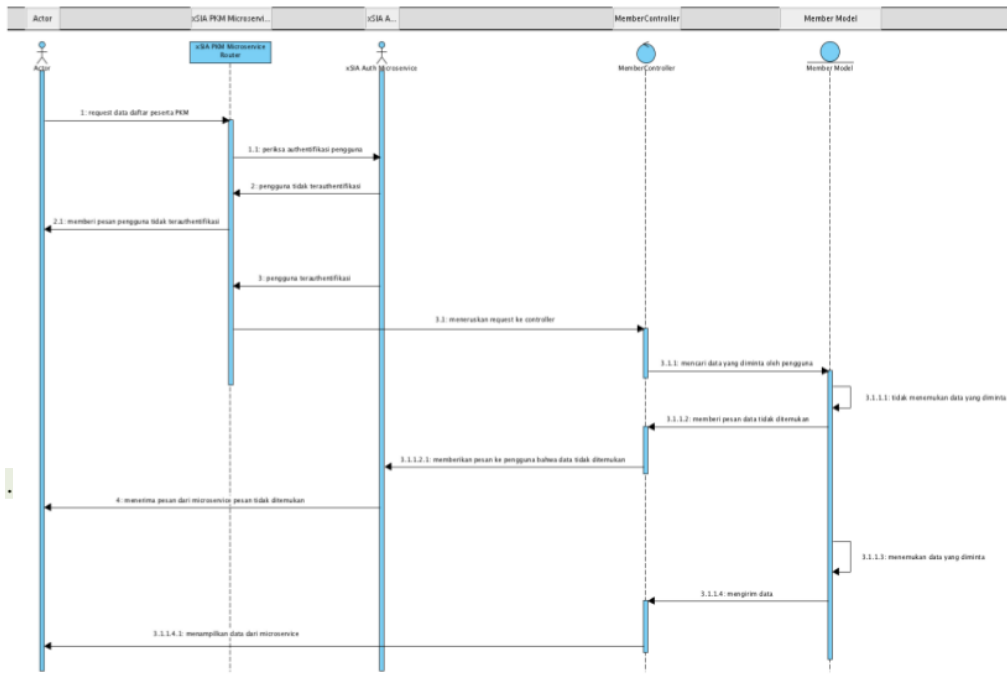 Actor
xSIA PKM Microservi...
xSIA A...
MemberController
Member Model
xSIA PKM Microservice
Router
Actor
xSIA Auth Microservice
MemberController
Member Model
1: request data daftar peserta PKM
1.1: periksa authentifikasi pengguna
2: pengguna tidak terauthentifikasi
2.1: memberi pesan pengguna tidak terauthentifikasi
3: pengguna terauthentifikasi
3.1: meneruskan request ke controller
3.1.1: mencari data yang diminta oleh pengguna
3.1.1.1: tidak menemukan data yang diminta
3.1.1.2: memberi pesan data tidak ditemukan
3.1.1.2.1: memberikan pesan ke pengguna bahwa data tidak ditemukan
4: menerima pesan dari microservice pesan tidak ditemukan
3.1.1.3: menemukan data yang diminta
3.1.1.4: mengirim data
3.1.1.4.1: menampilkan data dari microservice